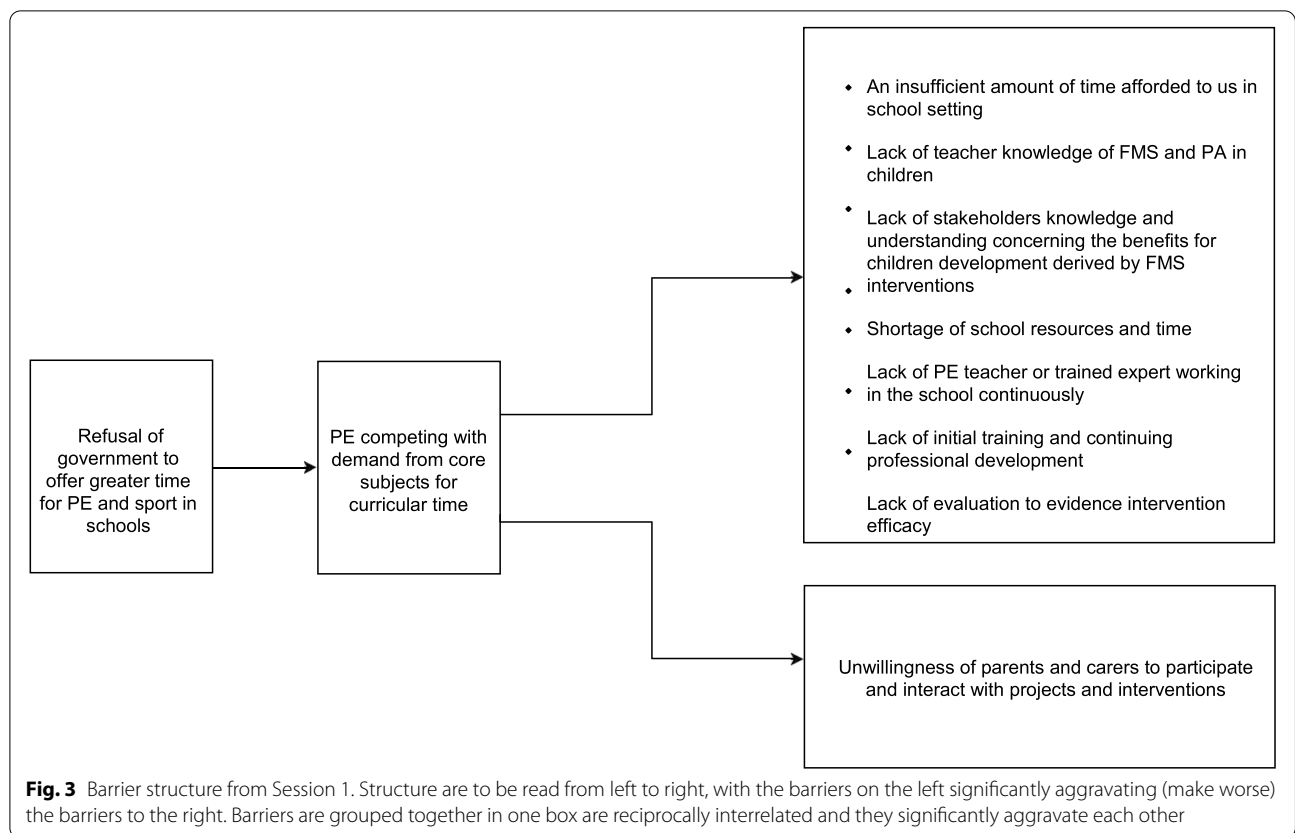 Refusal of
government to
offer greater time
for PE and sport in
schools
PE competing with
demand from core
subjects for
curricular time
An insufficient amount of time afforded to us in
school setting
Lack of teacher knowledge of FMS and PA in
children
Lack of stakeholders knowledge and
understanding concerning the benefits for
children development derived by FMS
interventions
Shortage of school resources and time
Lack of PE teacher or trained expert working
in the school continuously
Lack of initial training and continuing
professional development
Lack of evaluation to evidence intervention
efficacy
Unwillingness of parents and carers to participate
and interact with projects and interventions
Fig. 3 Barrier structure from Session 1. Structure are to be read from left to right, with the barriers on the left significantly aggravating (make worse)
the barriers to the right. Barriers are grouped together in one box are reciprocally interrelated and they significantly aggravate each other